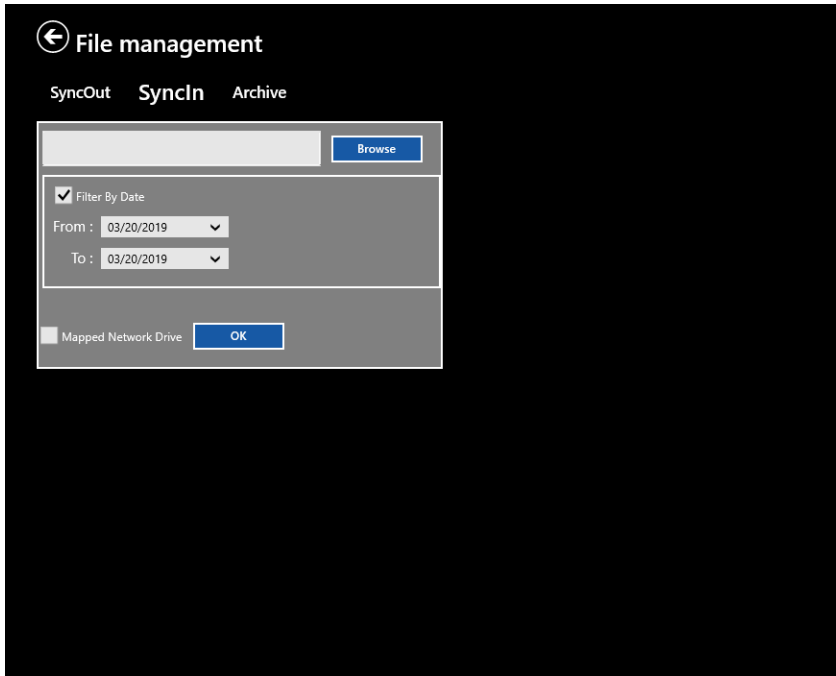 File management
SyncOut SyncIn Archive
Browse
Filter By Date
From : 03/20/2019
To : 03/20/2019
Mapped Network Drive OK